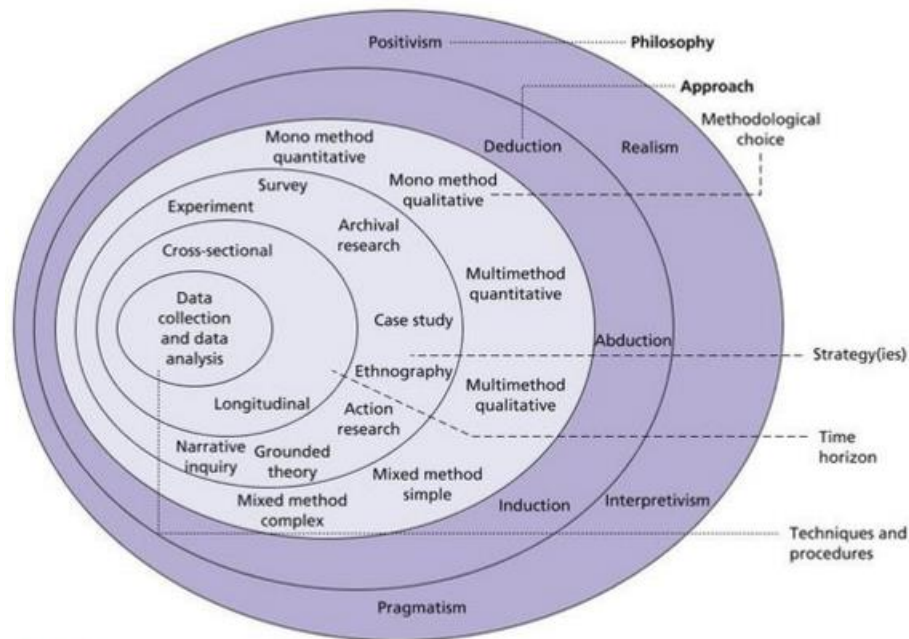 Positivism
Philosophy
Approach
Methodological
choice
Mono method
quantitative
Deduction
Realism
Survey
Mono method
qualitative
Experiment
Archival
research
Cross-sectional
Multimethod
quantitative
Data
collection
and data
analysis
Case study
Abduction
Strategy(ies)
Ethnography
Multimethod
qualitative
Longitudinal
Action
research
Time
horizon
Narrative
inquiry
Grounded
theory
Mixed method
simple
Mixed method
complex
Induction
Interpretivism
Techniques and
procedures
Pragmatism